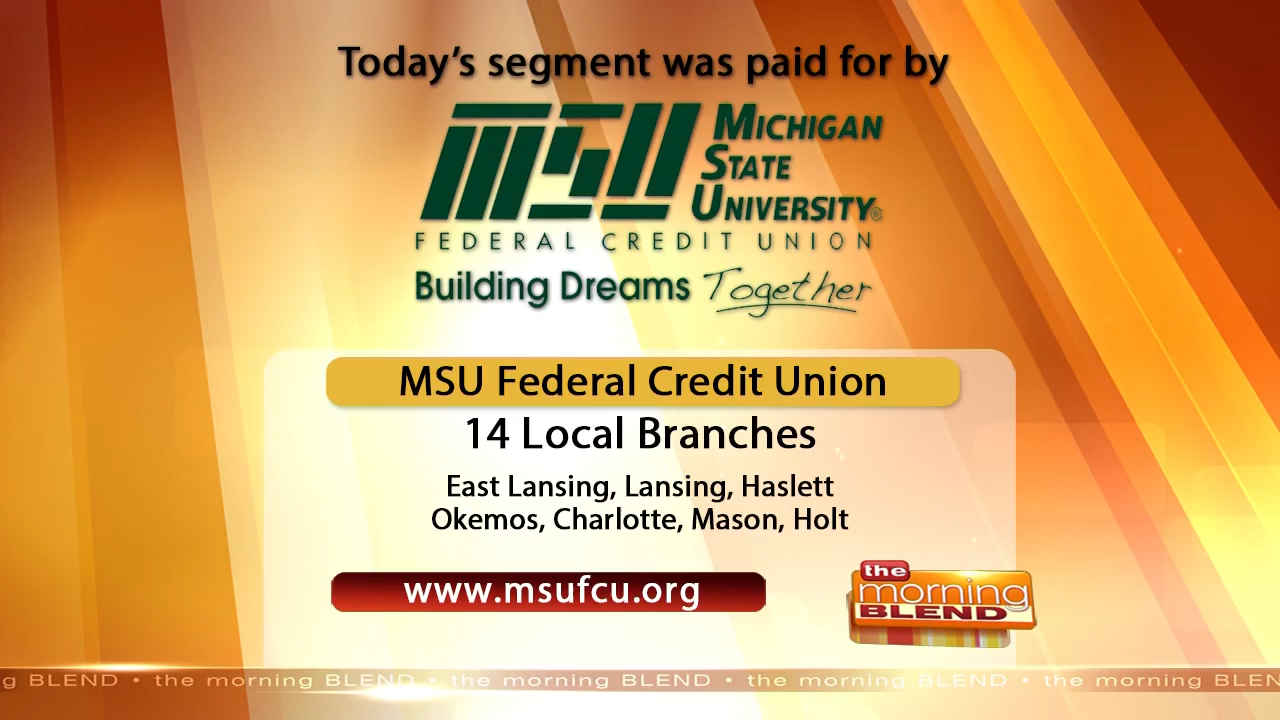 Today's segment was paid for by
MSU MICHIGAN
STATE
UNIVERSITY®
FEDERAL CREDIT UNION
Building Dreams Together
MSU Federal Credit Union
14 Local Branches
East Lansing, Lansing, Haslett
Okemos, Charlotte, Mason, Holt
www.msufcu.org
the
morning
BLEND
g BLEND • the morning BLEND • the morning BLEND • the morning BLEND • the morning BLEN